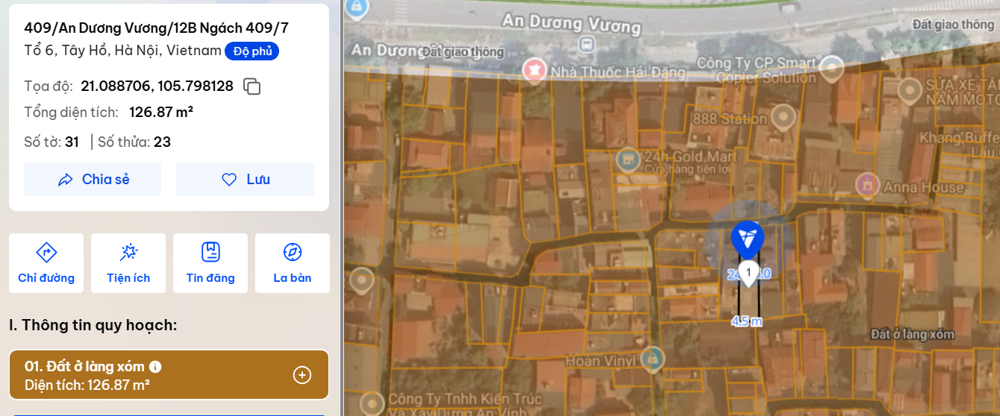 409/An Dương Vương/12B Ngách 409/7
Tổ 6, Tây Hồ, Hà Nội, Vietnam Độ phủ
Tọa độ: 21.088706, 105.798128
Tổng diện tích: 126.87 m²
Số tờ: 31 | Số thửa: 23
Chia sẻ
Lưu
Chỉ đường
Tiện ích
Tin đăng
La bàn
I. Thông tin quy hoạch:
01. Đất ở làng xóm
Diện tích: 126.87 m²
An Dương Vương
Đất giao thông
An Dương
Đất giao thông
Nhà Thuốc Hải Đăng
Công Ty CP Smart
Copier Solution
SỬA XE
NAM MOTO
888 Station
Khang Buffet
Lẩu
24h Gold Mart
Cửa hàng tiện lợi
Anna House
1
4.5 m
Đất ở làng xóm
Hoan Vinyl
Công Ty Tnhh Kiến Trúc
Và Xây Dựng An Vinh